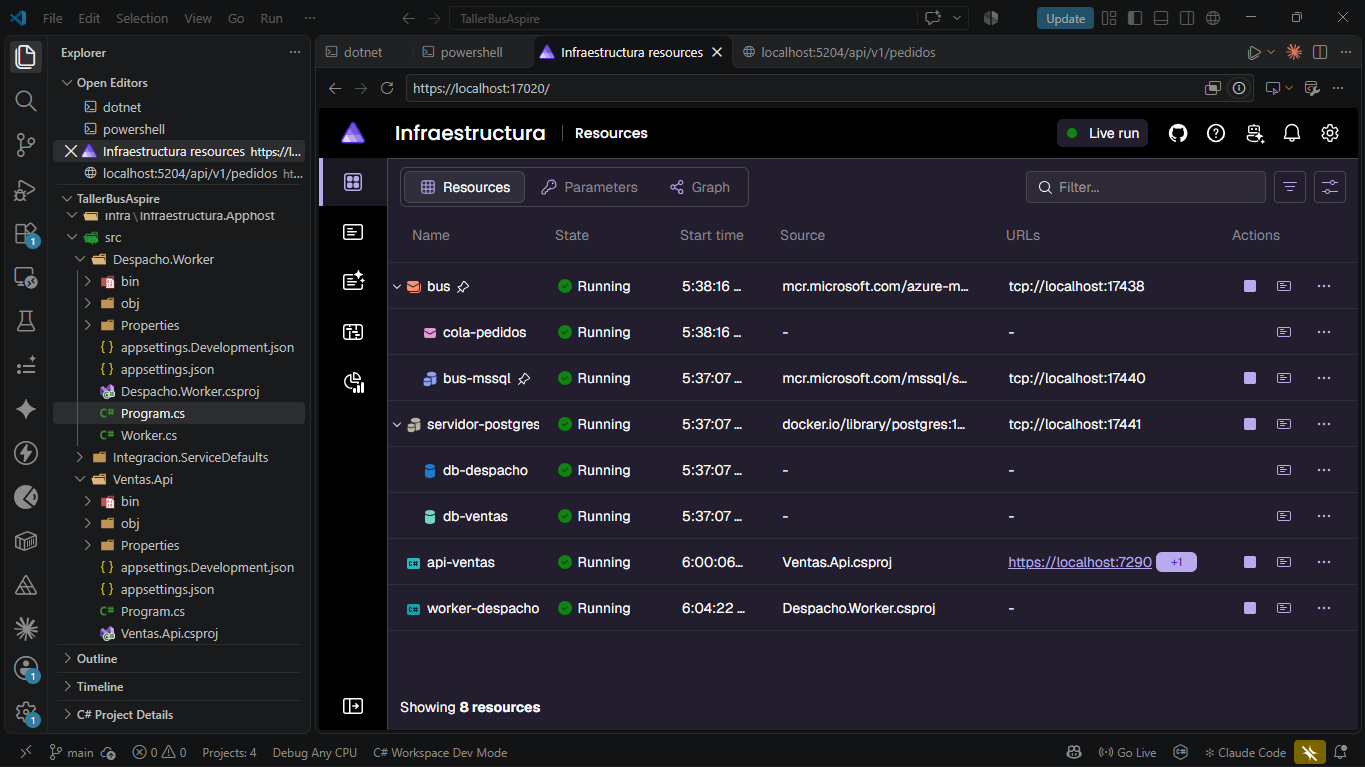 File Edit Selection View Go Run ··· TallerBusAspire Update
Explorer ···
Open Editors
dotnet
powershell
Infraestructura resources https://l...
localhost:5204/api/v1/pedidos ht...
TallerBusAspire
infra \ Infraestructura.Apphost
src
Despacho.Worker
bin
obj
Properties
{ } appsettings.Development.json
{ } appsettings.json
Despacho.Worker.csproj
C# Program.cs
C# Worker.cs
Integracion.ServiceDefaults
Ventas.Api
bin
obj
Properties
{ } appsettings.Development.json
{ } appsettings.json
C# Program.cs
Ventas.Api.csproj
Outline
Timeline
C# Project Details
1
1
1
dotnet powershell Infraestructura resources localhost:5204/api/v1/pedidos
https://localhost:17020/
Infraestructura Resources Live run
Resources Parameters Graph Filter...
Name State Start time Source URLs Actions
bus Running 5:38:16 ... mcr.microsoft.com/azure-m... tcp://localhost:17438
cola-pedidos Running 5:38:16 ... - -
bus-mssql Running 5:37:07 ... mcr.microsoft.com/mssql/s... tcp://localhost:17440
servidor-postgres Running 5:37:07 ... docker.io/library/postgres:1... tcp://localhost:17441
db-despacho Running 5:37:07 ... - -
db-ventas Running 5:37:07 ... - -
C# api-ventas Running 6:00:06... Ventas.Api.csproj https://localhost:7290 +1
C# worker-despacho Running 6:04:22 ... Despacho.Worker.csproj -
Showing 8 resources
main 0 0 Projects: 4 Debug Any CPU C# Workspace Dev Mode Go Live Claude Code